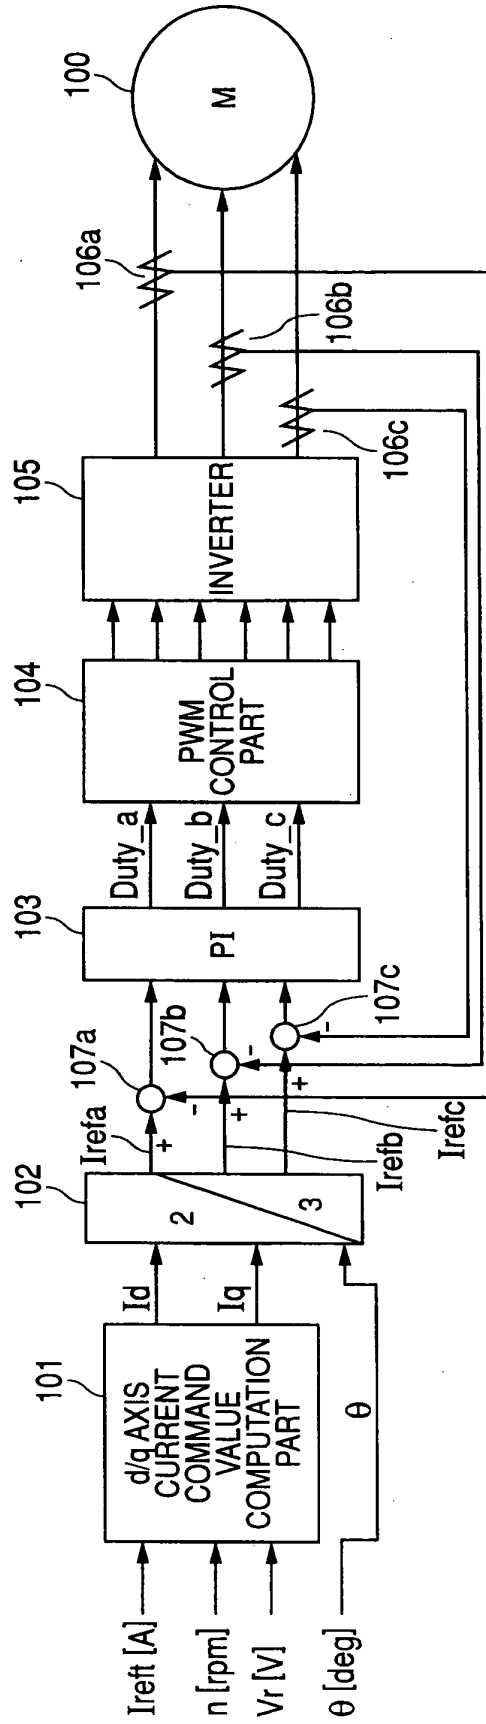 Ireft [A]
n [rpm]
Vr [V]
θ [deg]
θ
101
d/q AXIS
CURRENT
COMMAND
VALUE
COMPUTATION
PART
Id
Iq
102
2
3
Irefa
Irefb
Irefc
+
+
+
-
-
-
107a
107b
107c
103
PI
Duty_a
Duty_b
Duty_c
104
PWM
CONTROL
PART
105
INVERTER
106a
106b
106c
100
M